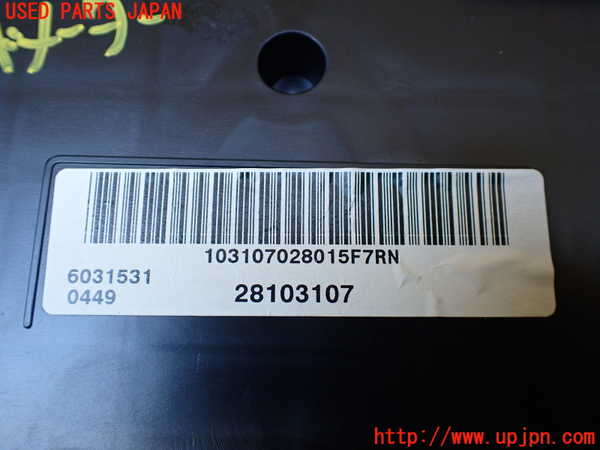 USED PARTS JAPAN
103107028015F7RN
6031531
0449
28103107
http://www.upjpn.com/